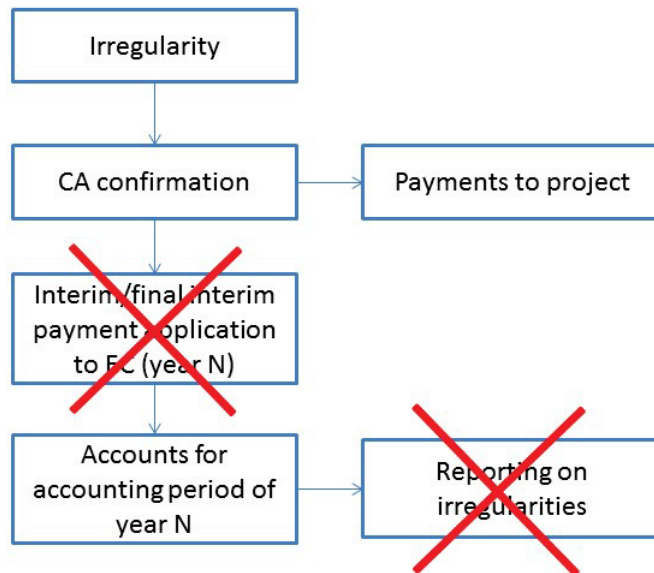 Irregularity
CA confirmation
Payments to project
Interim/final interim
payment application
to EC (year N)
Accounts for
accounting period of
year N
Reporting on
irregularities